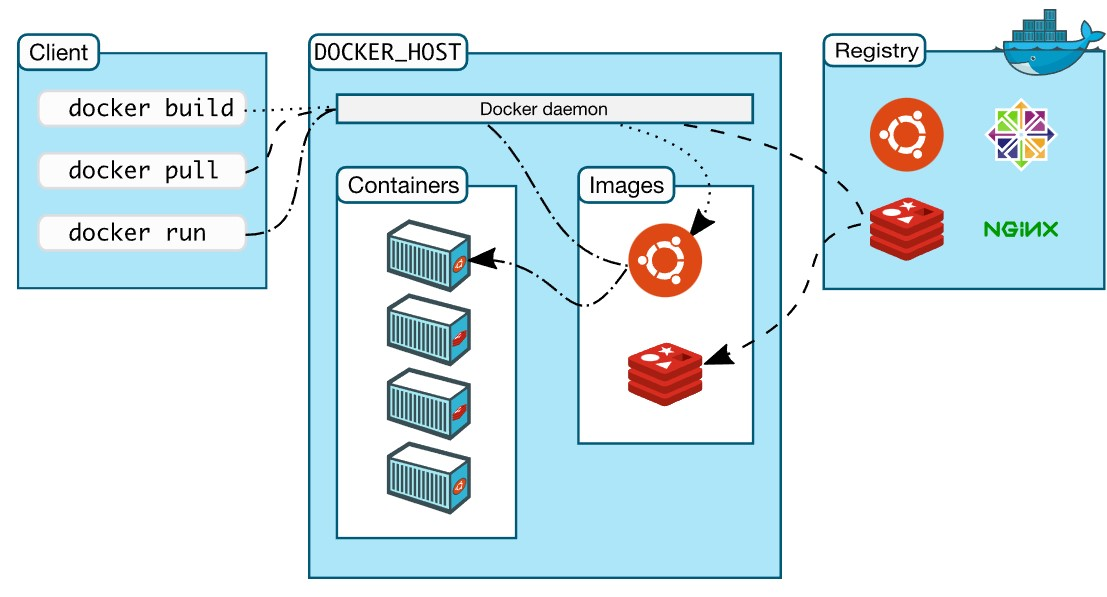 Client
docker build
docker pull
docker run
DOCKER_HOST
Docker daemon
Containers
Images
Registry
NGiNX